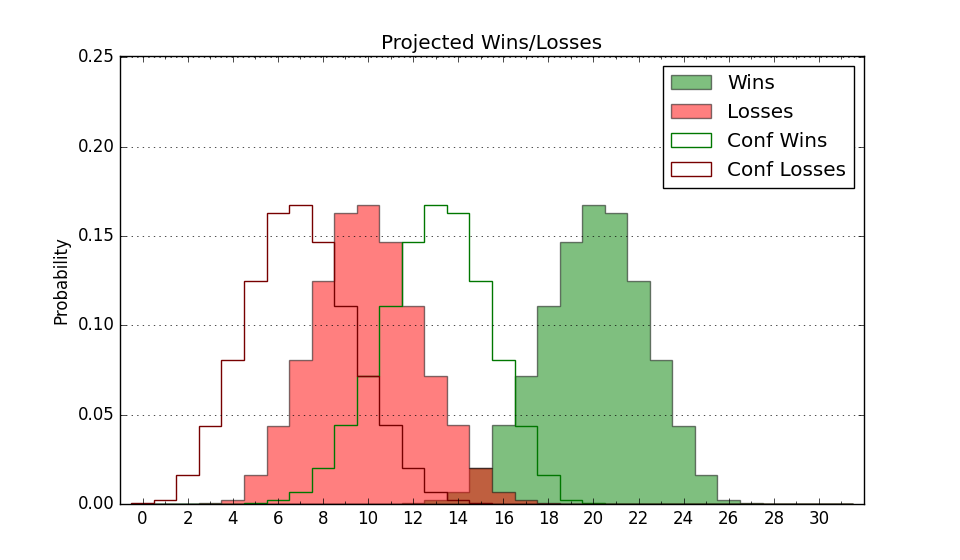 Projected Wins/Losses
0.25
0.20
0.15
0.10
0.05
0.00
Probability
Wins
Losses
Conf Wins
Conf Losses
0 2 4 6 8 10 12 14 16 18 20 22 24 26 28 30